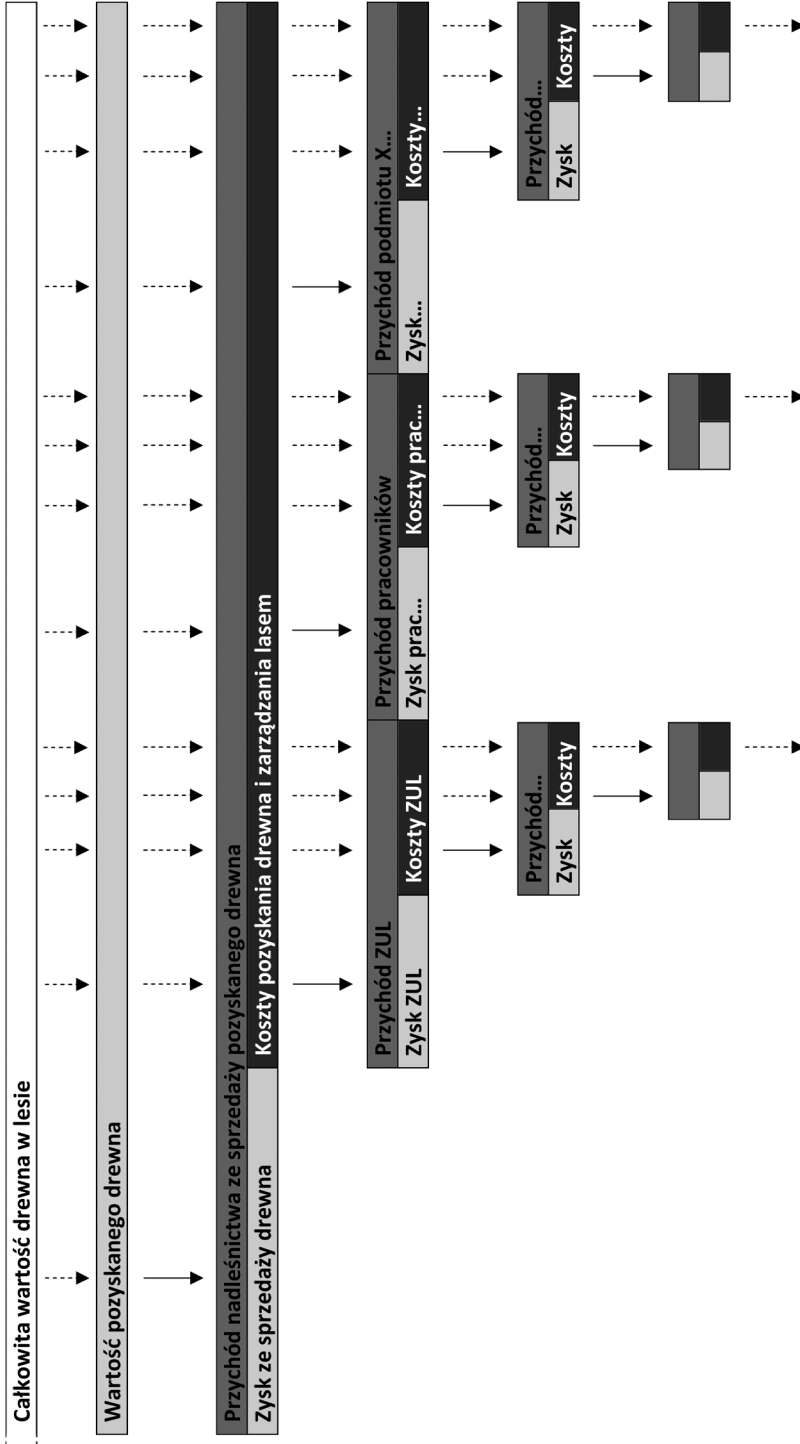 Całkowita wartość drewna w lesie
Wartość pozyskanego drewna
Przychód nadleśnictwa ze sprzedaży pozyskanego drewna
Zysk ze sprzedaży drewna
Koszty pozyskania drewna i zarządzania lasem
Przychód ZUL
Przychód pracowników
Przychód podmiotu X...
Zysk ZUL
Koszty ZUL
Zysk prac...
Koszty prac...
Zysk...
Koszty...
Przychód...
Zysk
Koszty
Przychód...
Zysk
Koszty
Przychód...
Zysk
Koszty